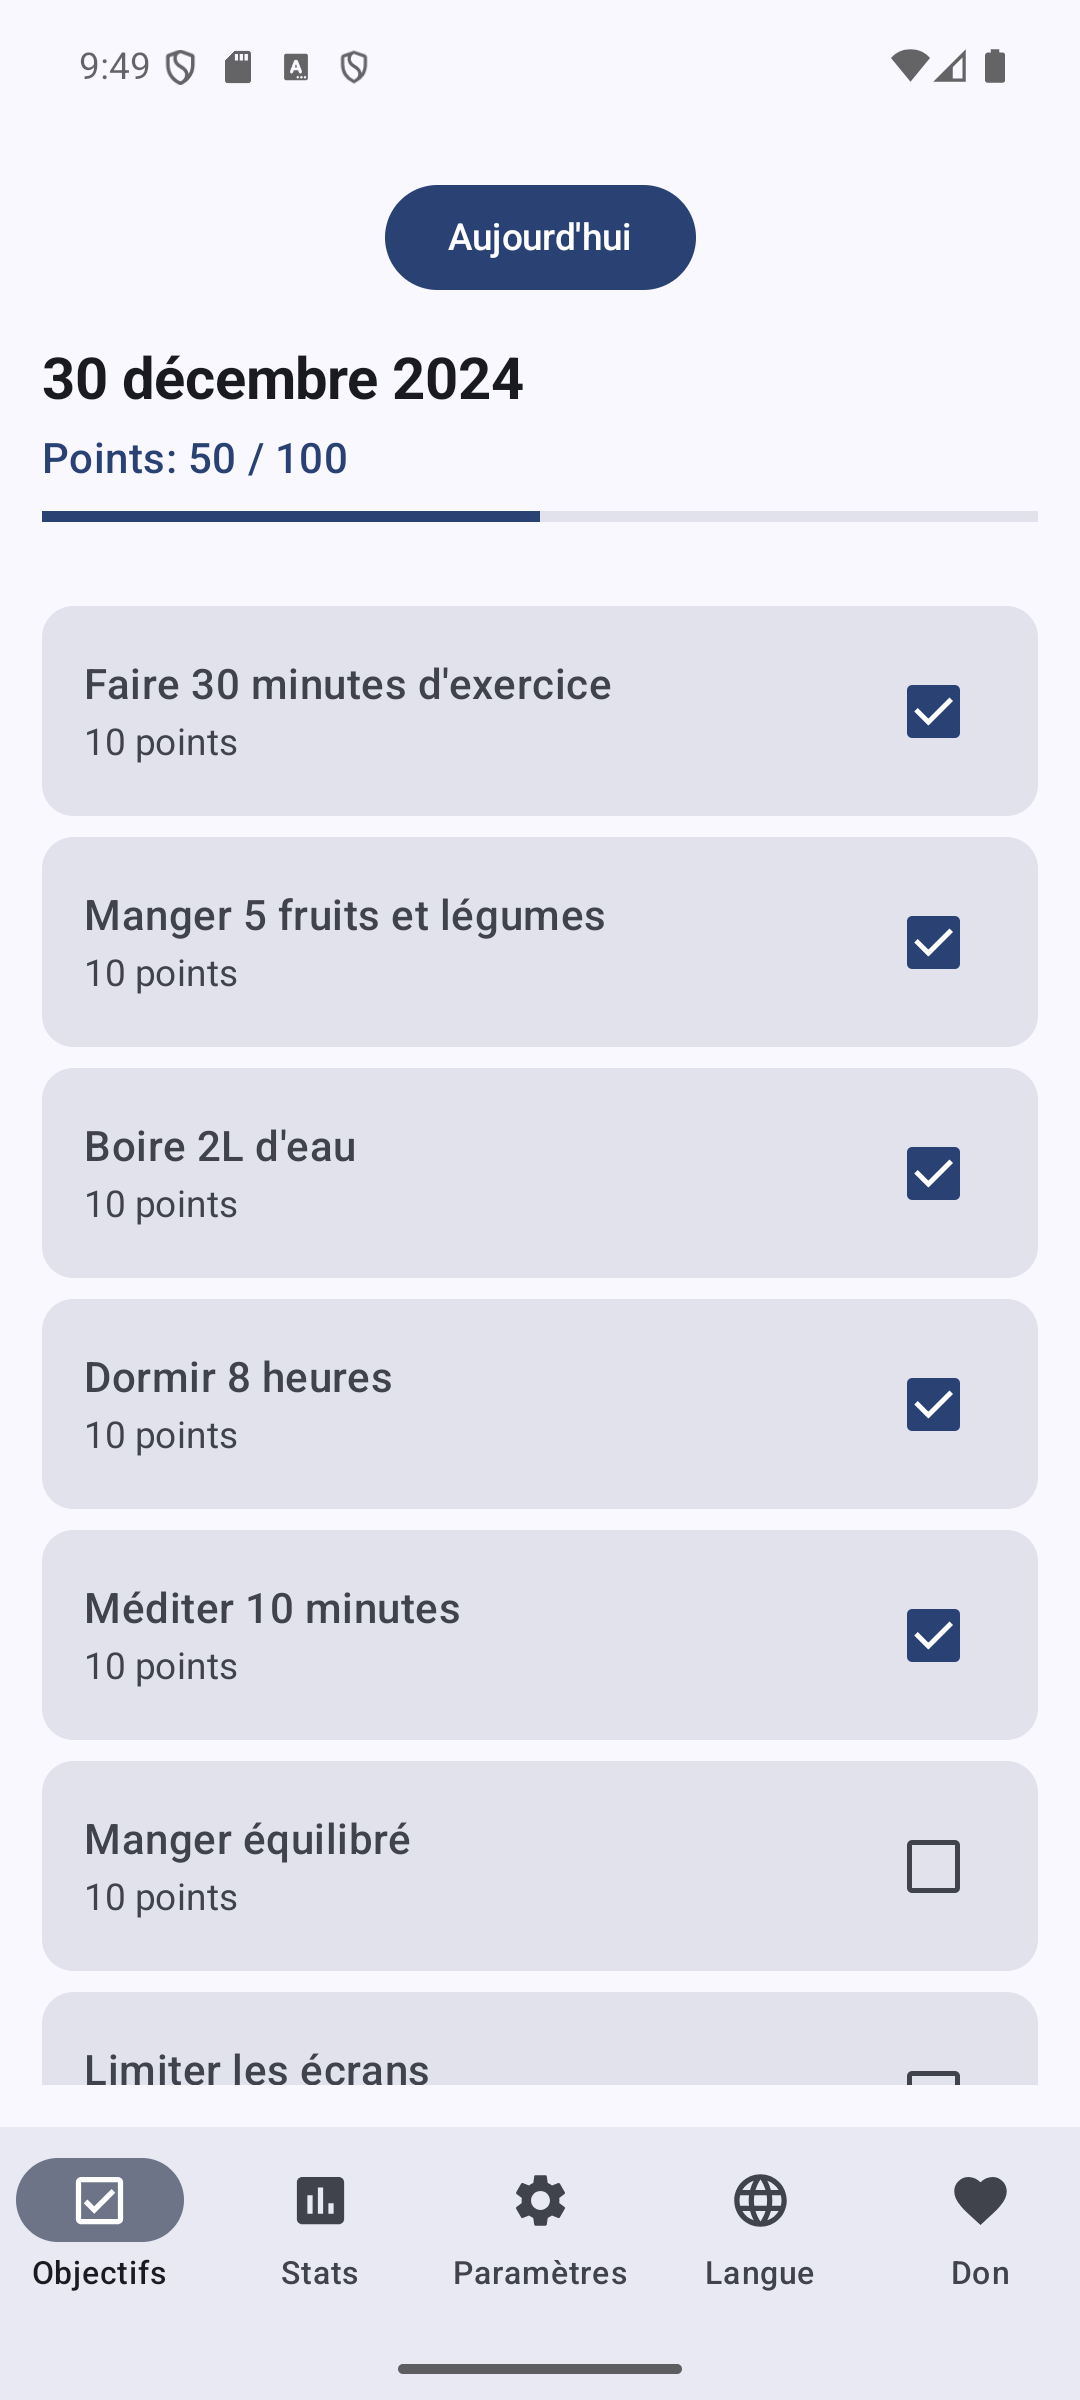 9:49
Aujourd'hui
30 décembre 2024
Points: 50 / 100
Faire 30 minutes d'exercice
10 points
Manger 5 fruits et légumes
10 points
Boire 2L d'eau
10 points
Dormir 8 heures
10 points
Méditer 10 minutes
10 points
Manger équilibré
10 points
Limiter les écrans
Objectifs
Stats
Paramètres
Langue
Don